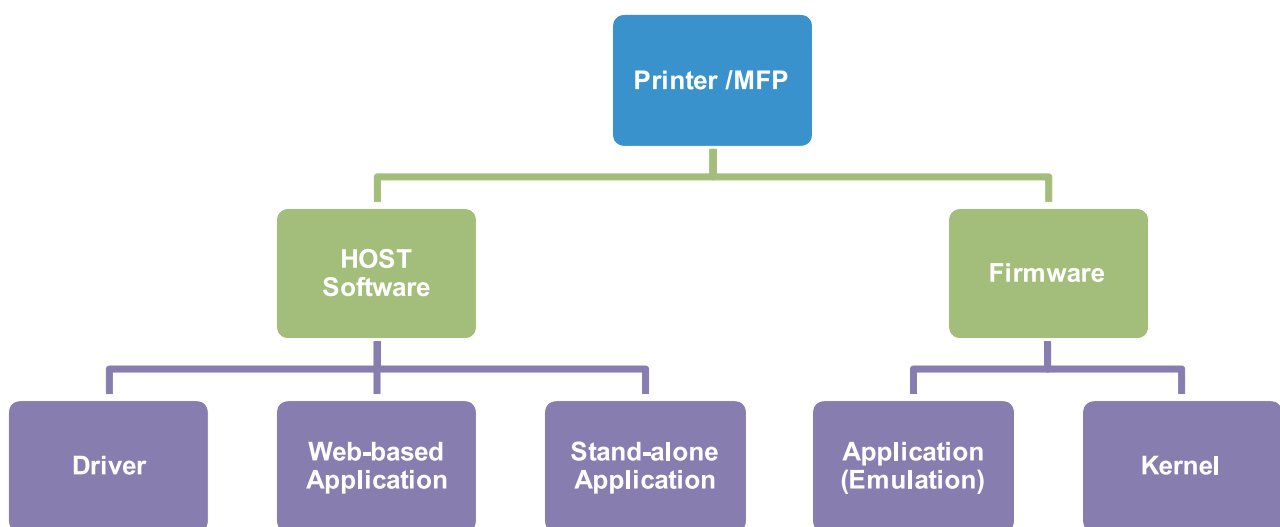 Printer /MFP
HOST
Software
Firmware
Driver
Web-based
Application
Stand-alone
Application
Application
(Emulation)
Kernel